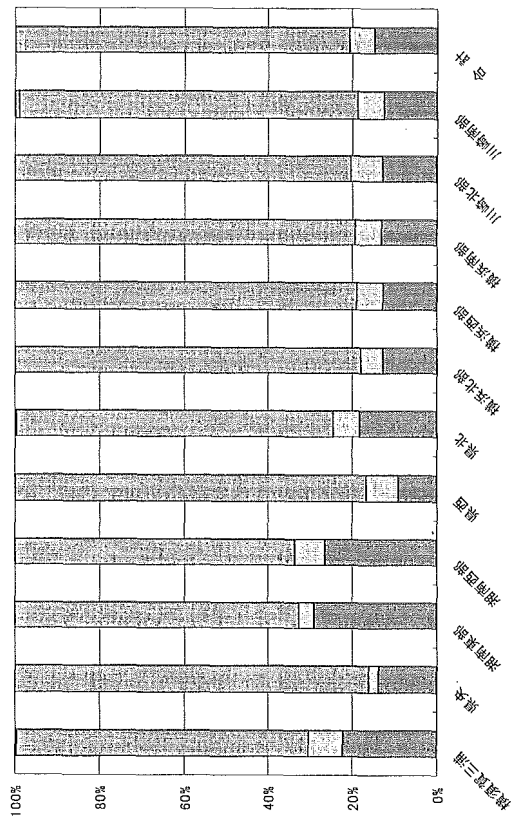 100%
80%
60%
40%
20%
0%
横須賀三浦
県央
湘南東部
湘南西部
県西
県北
横浜北部
横浜西部
横浜南部
川崎北部
川崎南部
合計